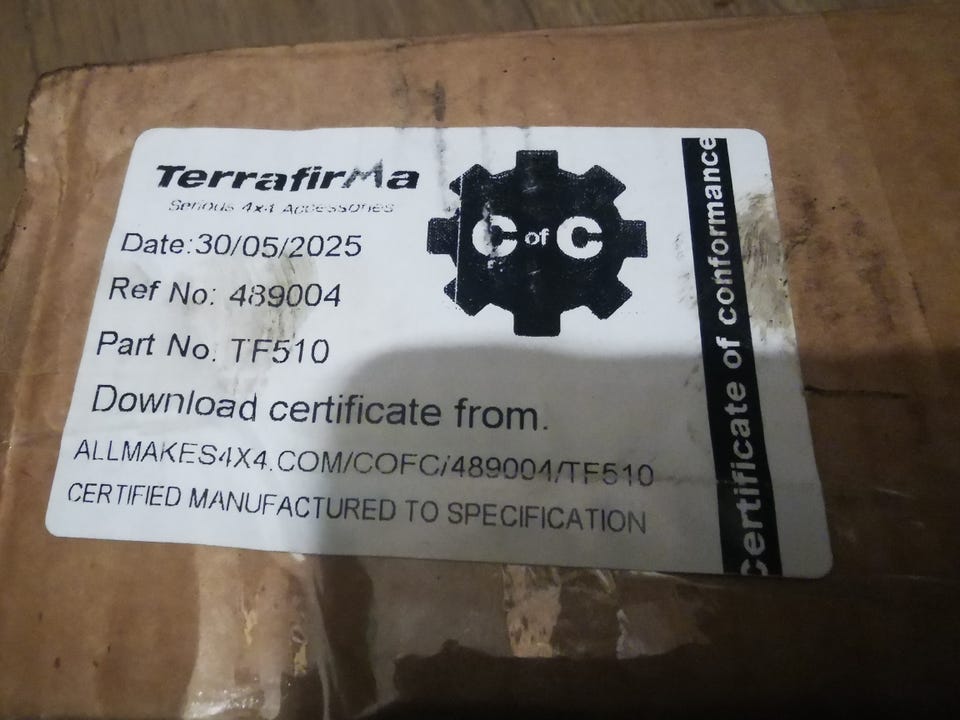 Terrafirma
Serious 4x4 Accessories
Date:30/05/2025
Ref No: 489004
Part No. TF510
Download certificate from.
ALLMAKES4X4.COM/COFC/489004/TF510
CERTIFIED MANUFACTURED TO SPECIFICATION
C of C
Certificate of conformance